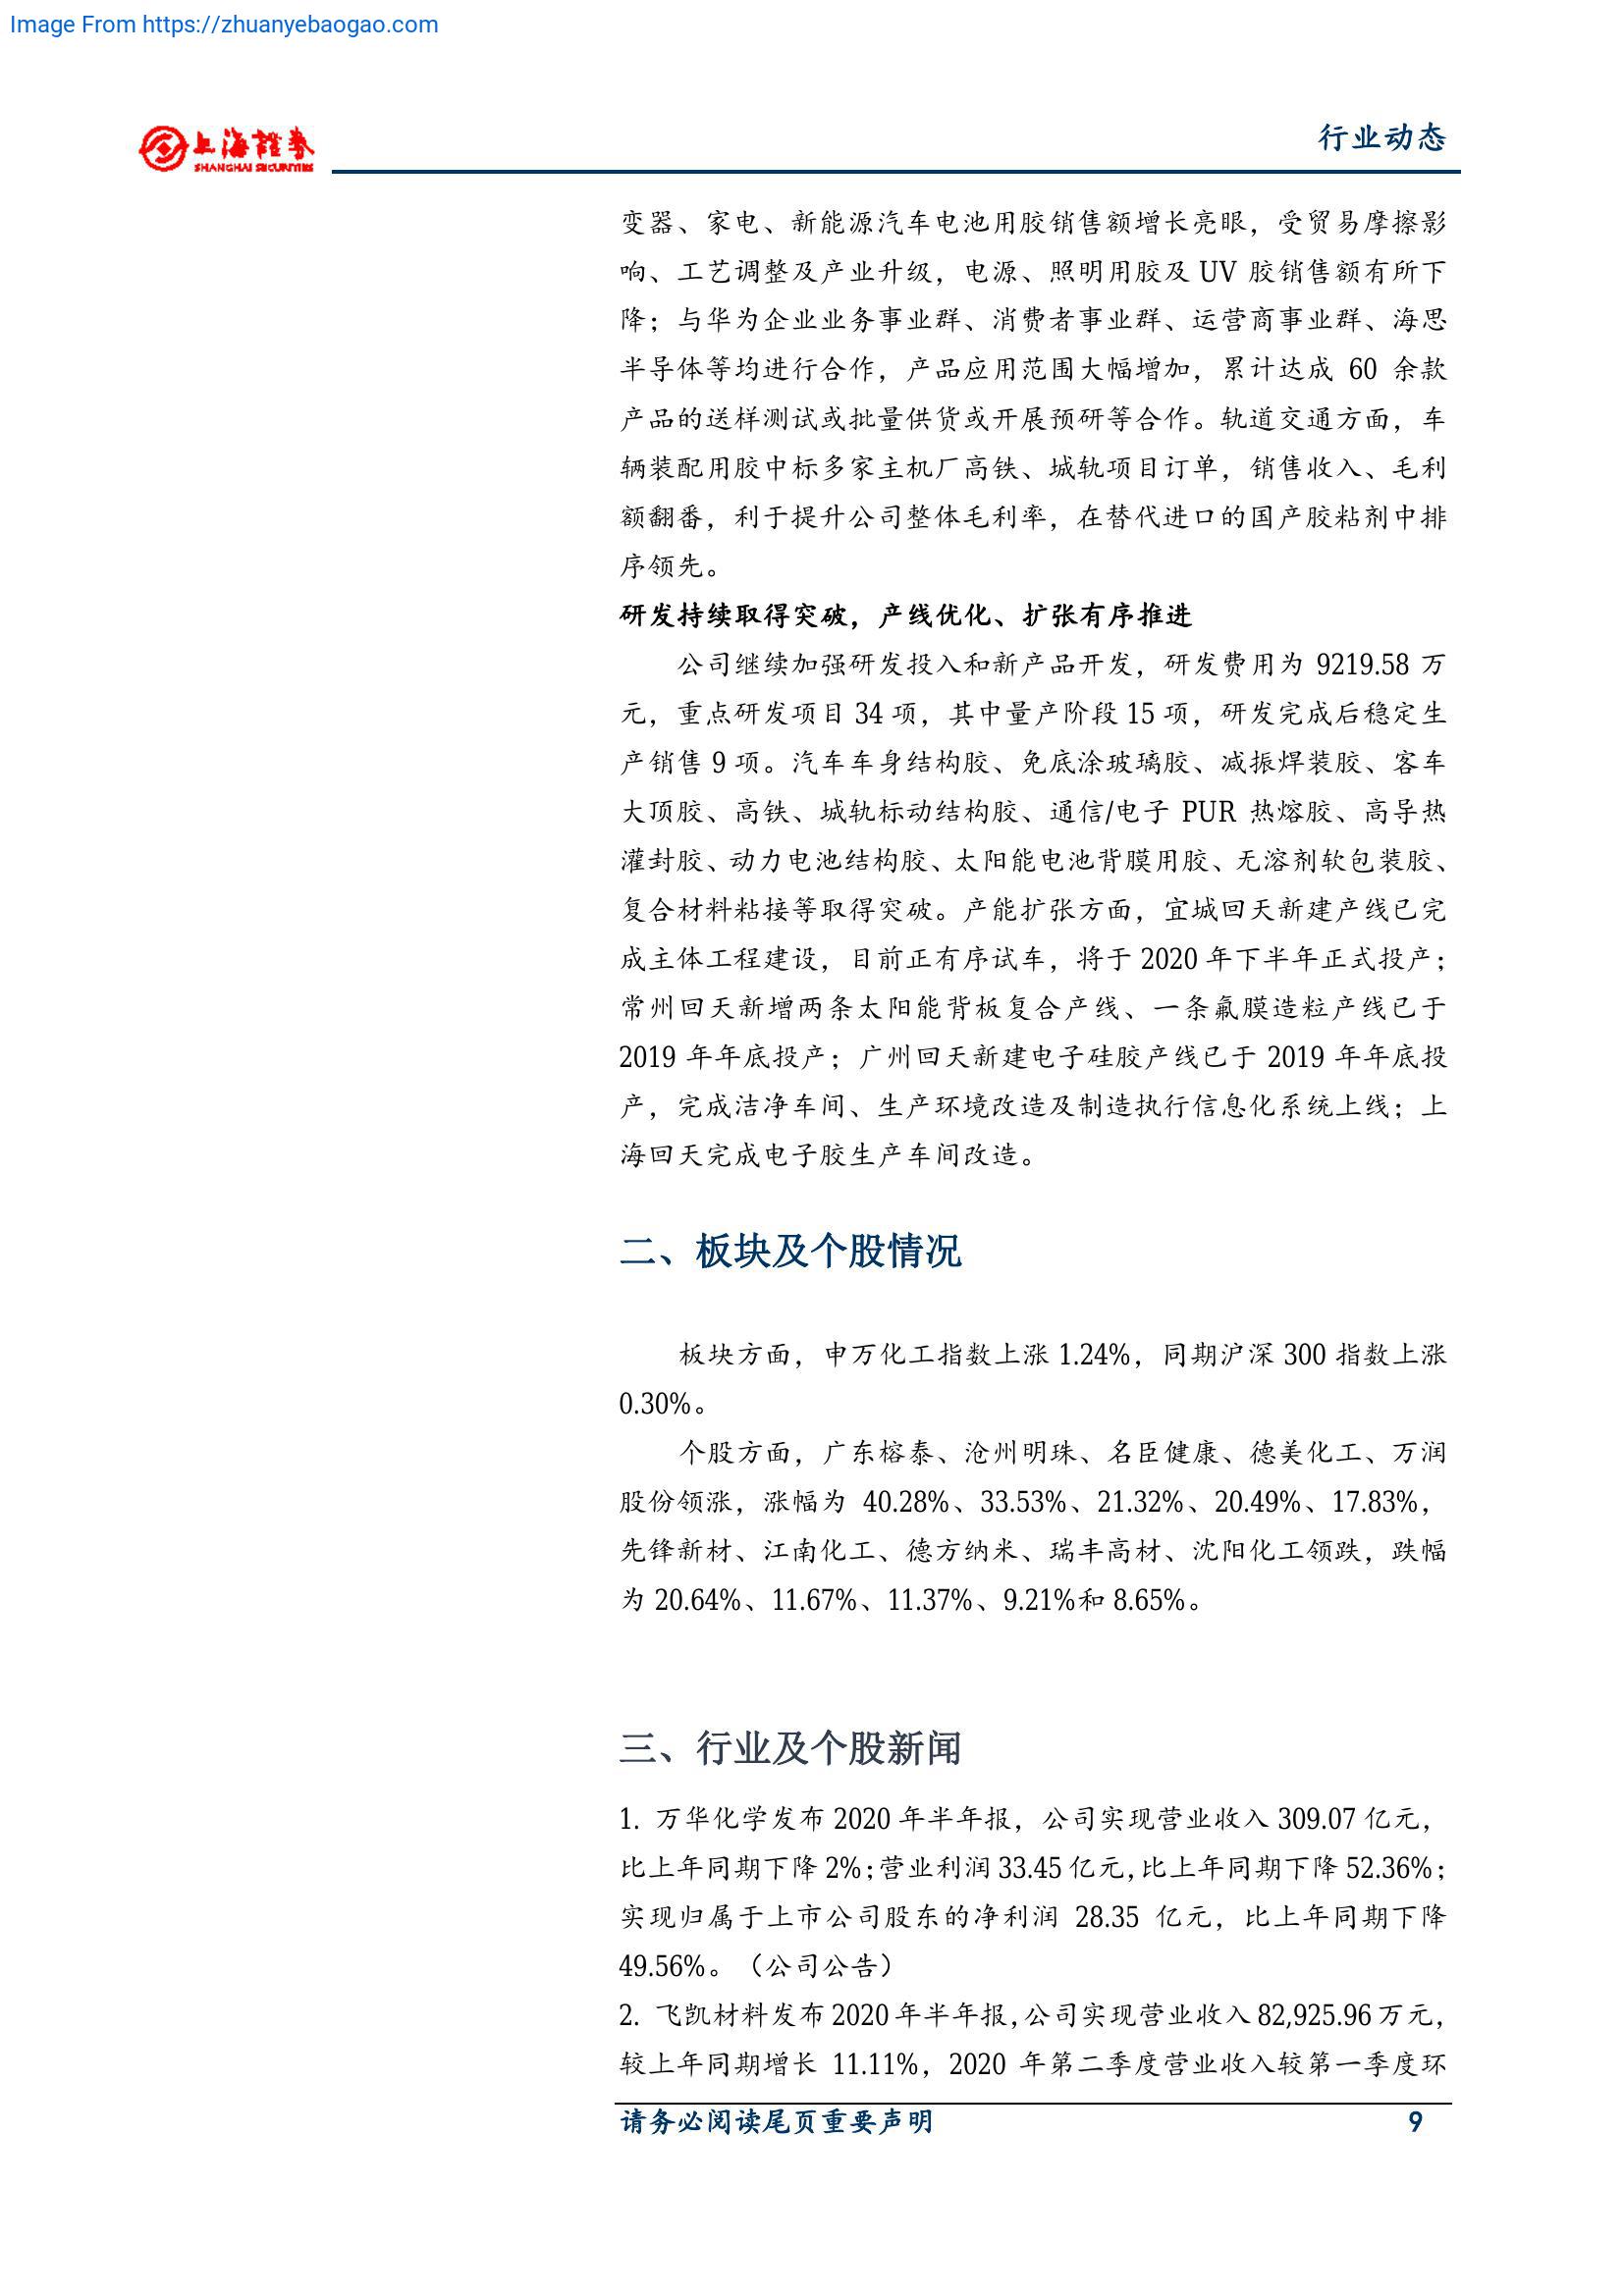 Image From https://zhuanyebaogao.com
上海證券
SHANGHAI SECURITIES
行业动态
变器、家电、新能源汽车电池用胶销售额增长亮眼，受贸易摩擦影
响、工艺调整及产业升级，电源、照明用胶及 UV 胶销售额有所下
降；与华为企业业务事业群、消费者事业群、运营商事业群、海思
半导体等均进行合作，产品应用范围大幅增加，累计达成 60 余款
产品的送样测试或批量供货或开展预研等合作。轨道交通方面，车
辆装配用胶中标多家主机厂高铁、城轨项目订单，销售收入、毛利
额翻番，利于提升公司整体毛利率，在替代进口的国产胶粘剂中排
序领先。
研发持续取得突破，产线优化、扩张有序推进
公司继续加强研发投入和新产品开发，研发费用为 9219.58 万
元，重点研发项目 34 项，其中量产阶段 15 项，研发完成后稳定生
产销售 9 项。汽车车身结构胶、免底涂玻璃胶、减振焊装胶、客车
大顶胶、高铁、城轨标动结构胶、通信/电子 PUR 热熔胶、高导热
灌封胶、动力电池结构胶、太阳能电池背膜用胶、无溶剂软包装胶、
复合材料粘接等取得突破。产能扩张方面，宜城回天新建产线已完
成主体工程建设，目前正有序试车，将于 2020 年下半年正式投产；
常州回天新增两条太阳能背板复合产线、一条氟膜造粒产线已于
2019 年年底投产；广州回天新建电子硅胶产线已于 2019 年年底投
产，完成洁净车间、生产环境改造及制造执行信息化系统上线；上
海回天完成电子胶生产车间改造。
二、板块及个股情况
板块方面，申万化工指数上涨 1.24%，同期沪深 300 指数上涨
0.30%。
个股方面，广东榕泰、沧州明珠、名臣健康、德美化工、万润
股份领涨，涨幅为 40.28%、33.53%、21.32%、20.49%、17.83%，
先锋新材、江南化工、德方纳米、瑞丰高材、沈阳化工领跌，跌幅
为 20.64%、11.67%、11.37%、9.21%和 8.65%。
三、行业及个股新闻
1. 万华化学发布 2020 年半年报，公司实现营业收入 309.07 亿元，
比上年同期下降 2%；营业利润 33.45 亿元，比上年同期下降 52.36%；
实现归属于上市公司股东的净利润 28.35 亿元，比上年同期下降
49.56%。（公司公告）
2. 飞凯材料发布 2020 年半年报，公司实现营业收入 82,925.96 万元，
较上年同期增长 11.11%，2020 年第二季度营业收入较第一季度环
请务必阅读尾页重要声明 9